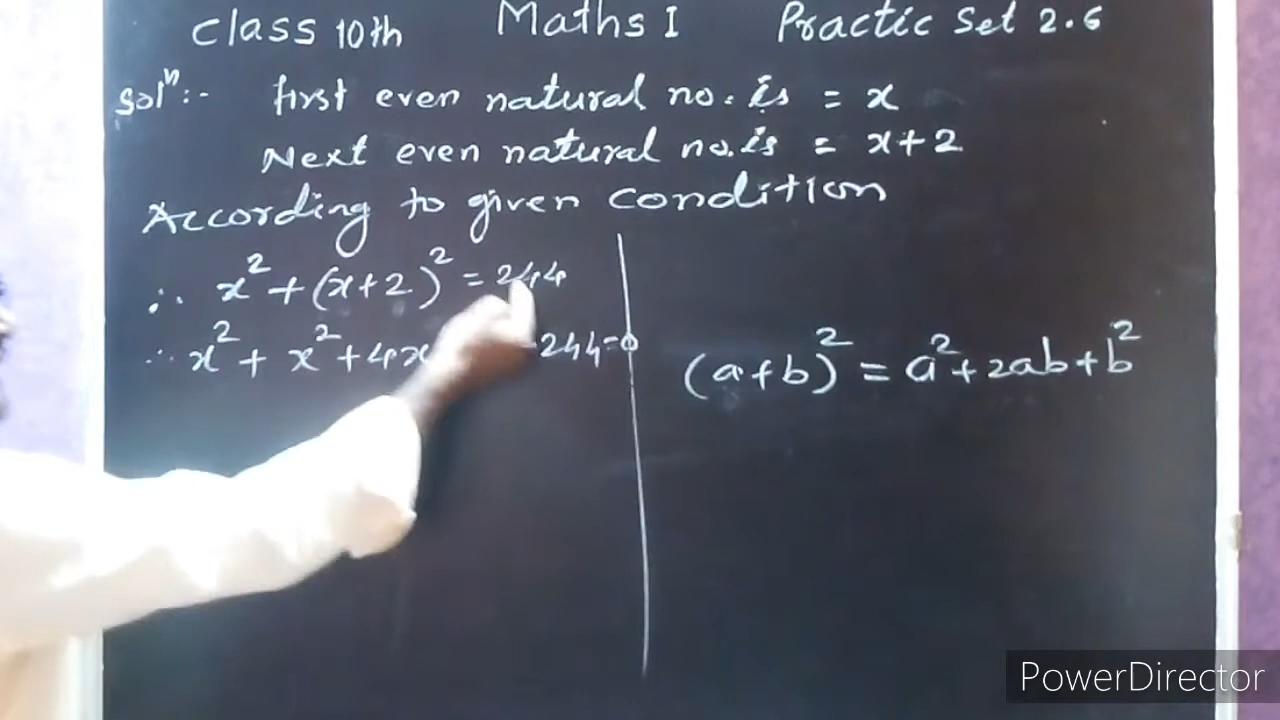 Class 10th Maths I Practic Set 2.6
Solⁿ:- first even natural no. is = x
Next even natural no. is = x+2
According to given condition
∴ x² + (x+2)² = 244
∴ x² + x² + 4x - 244 = 0
(a+b)² = a² + 2ab + b²
PowerDirector